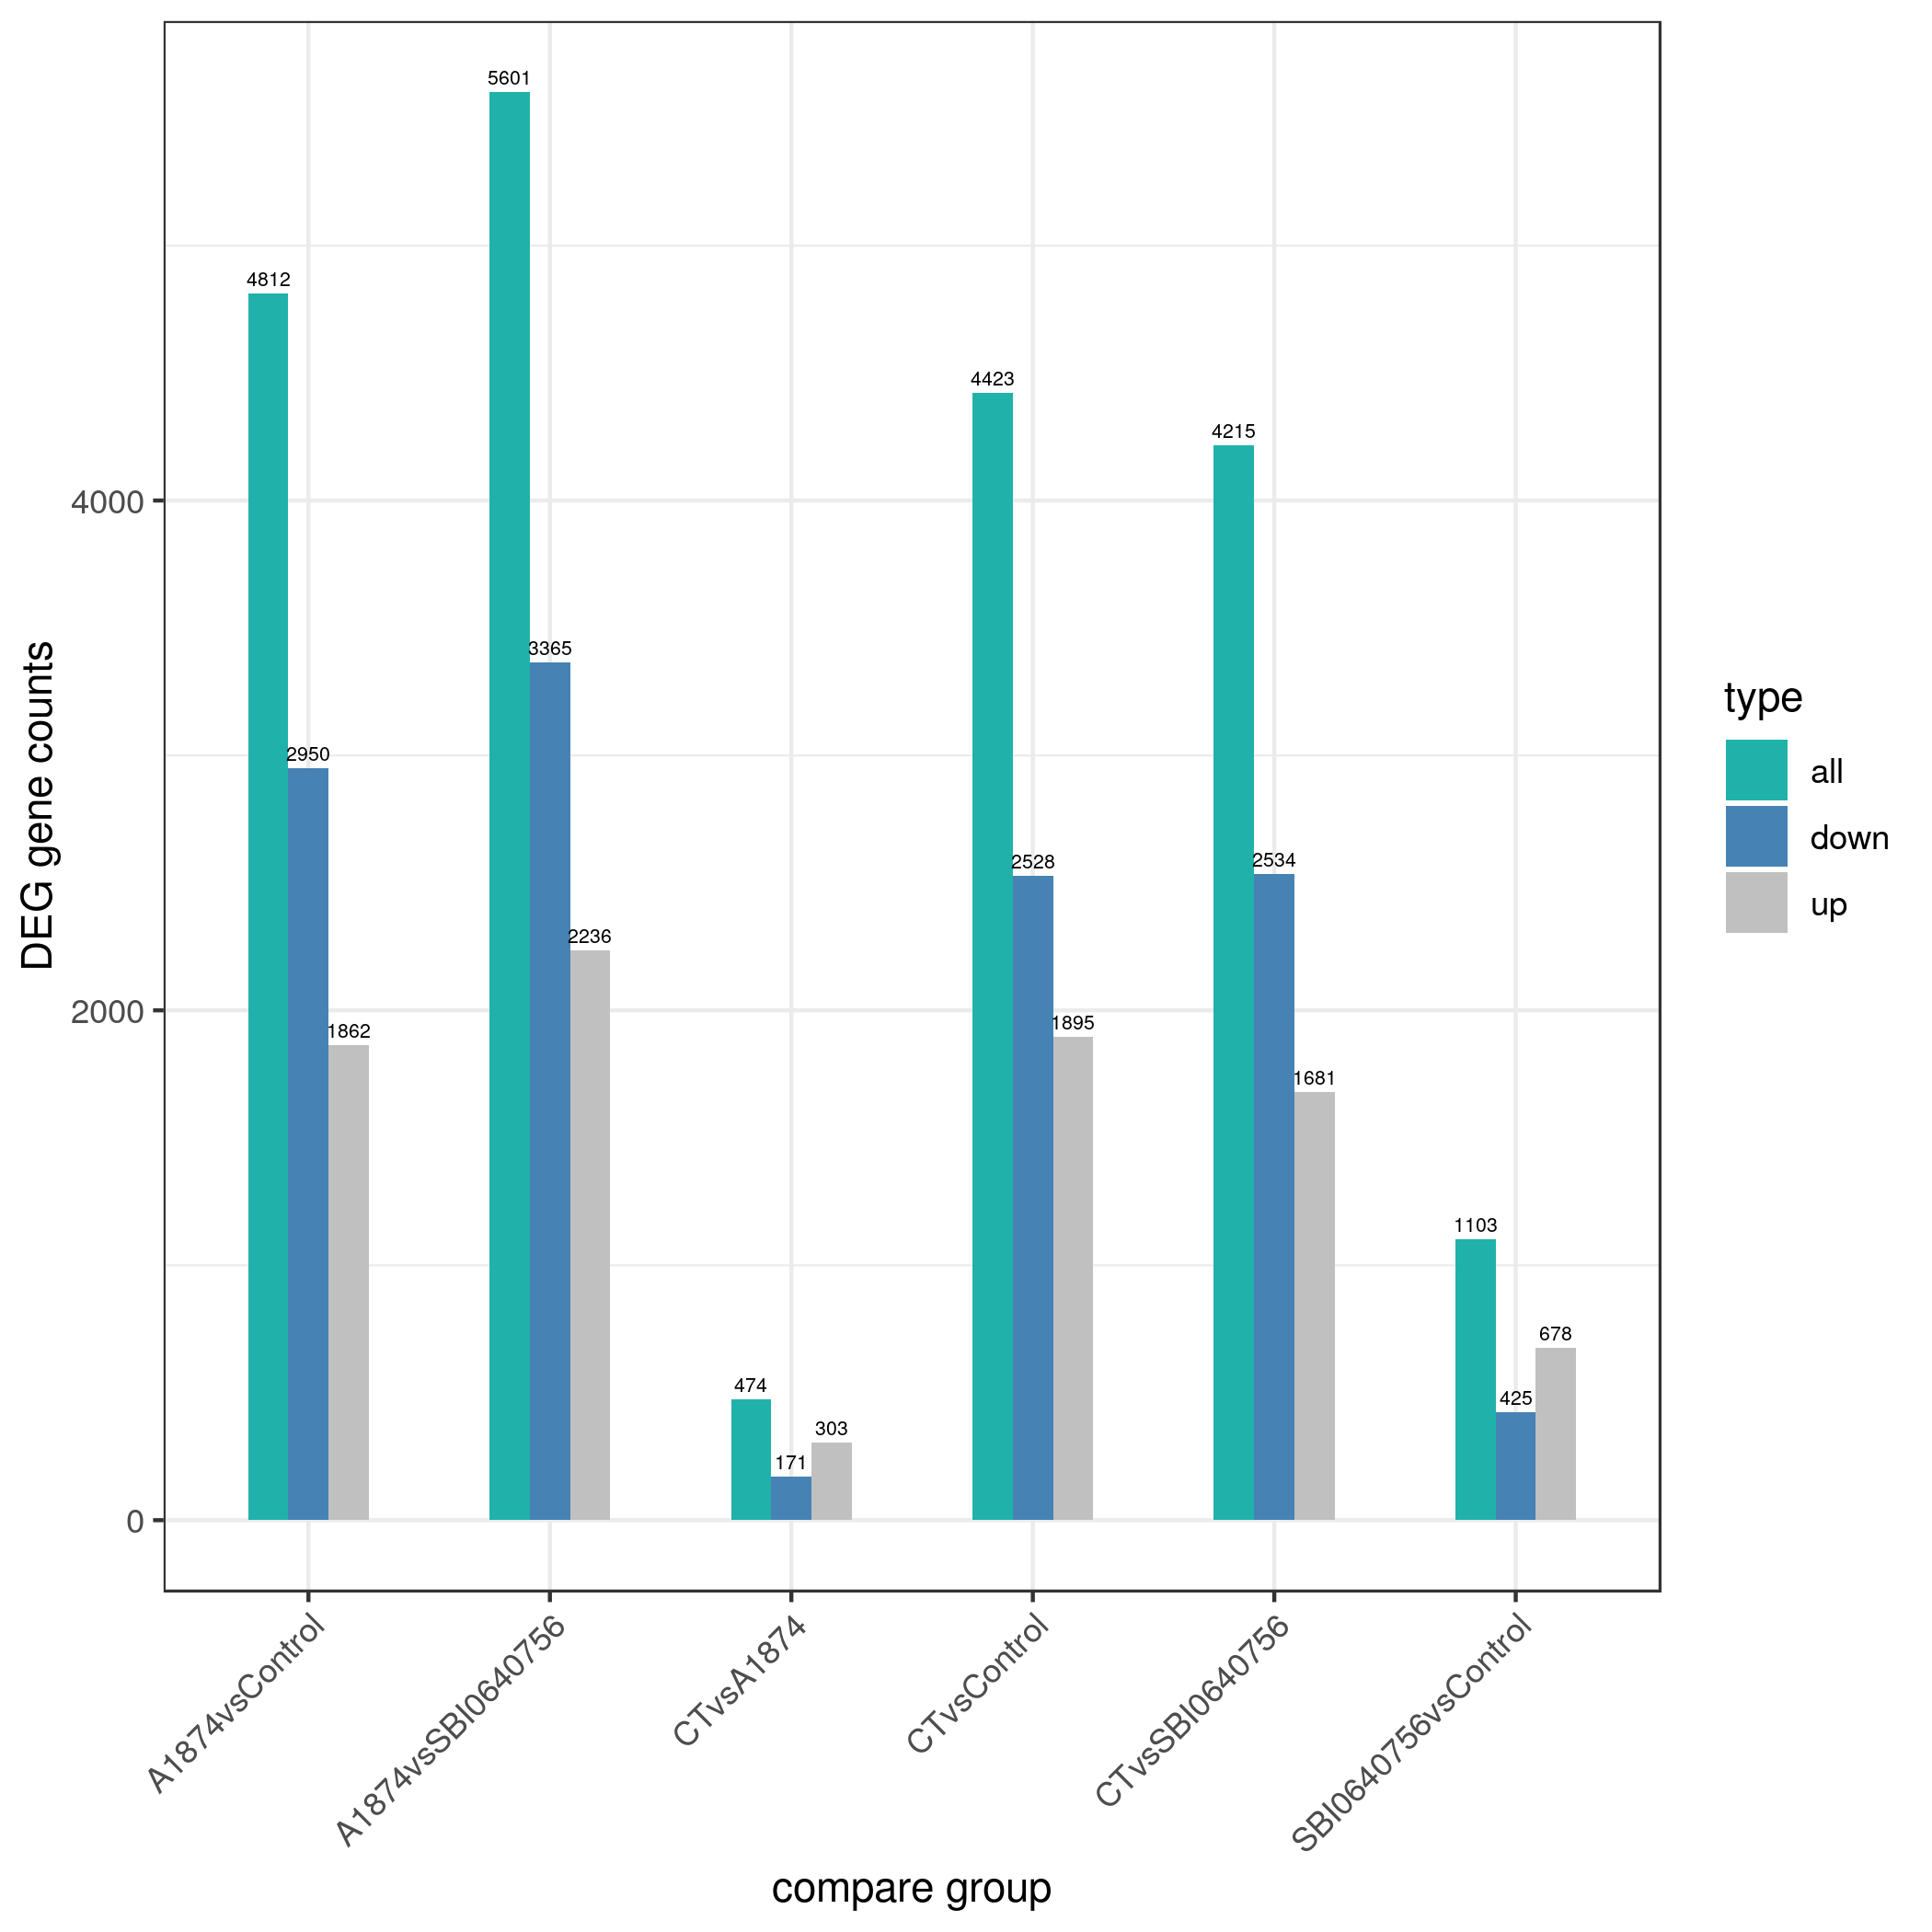 DEG gene counts
4000
2000
0
4812
2950
1862
5601
3365
2236
474
171
303
4423
2528
1895
4215
2534
1681
1103
425
678
A1874vsControl
A1874vsSBI0640756
CTvsA1874
CTvsControl
CTvsSBI0640756
SBI0640756vsControl
compare group
type
all
down
up